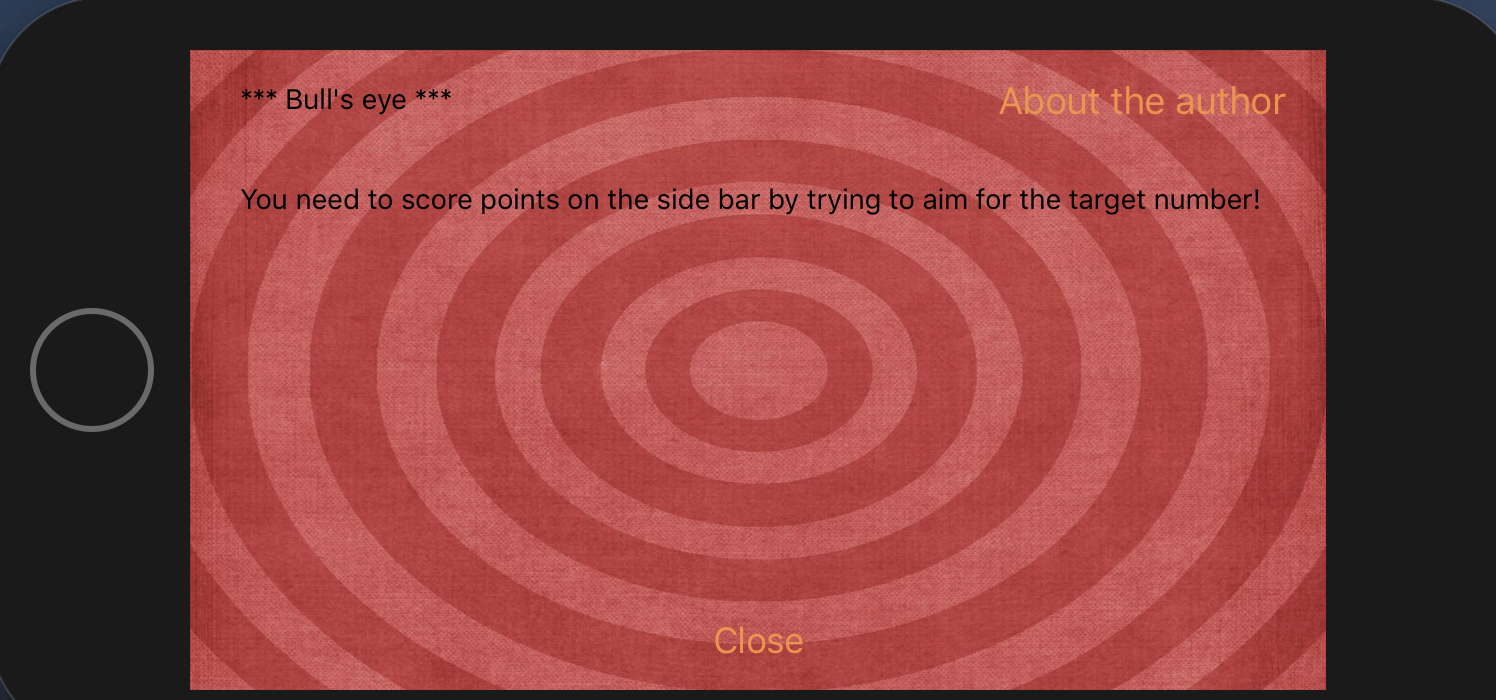 *** Bull's eye ***
About the author
You need to score points on the side bar by trying to aim for the target number!
Close